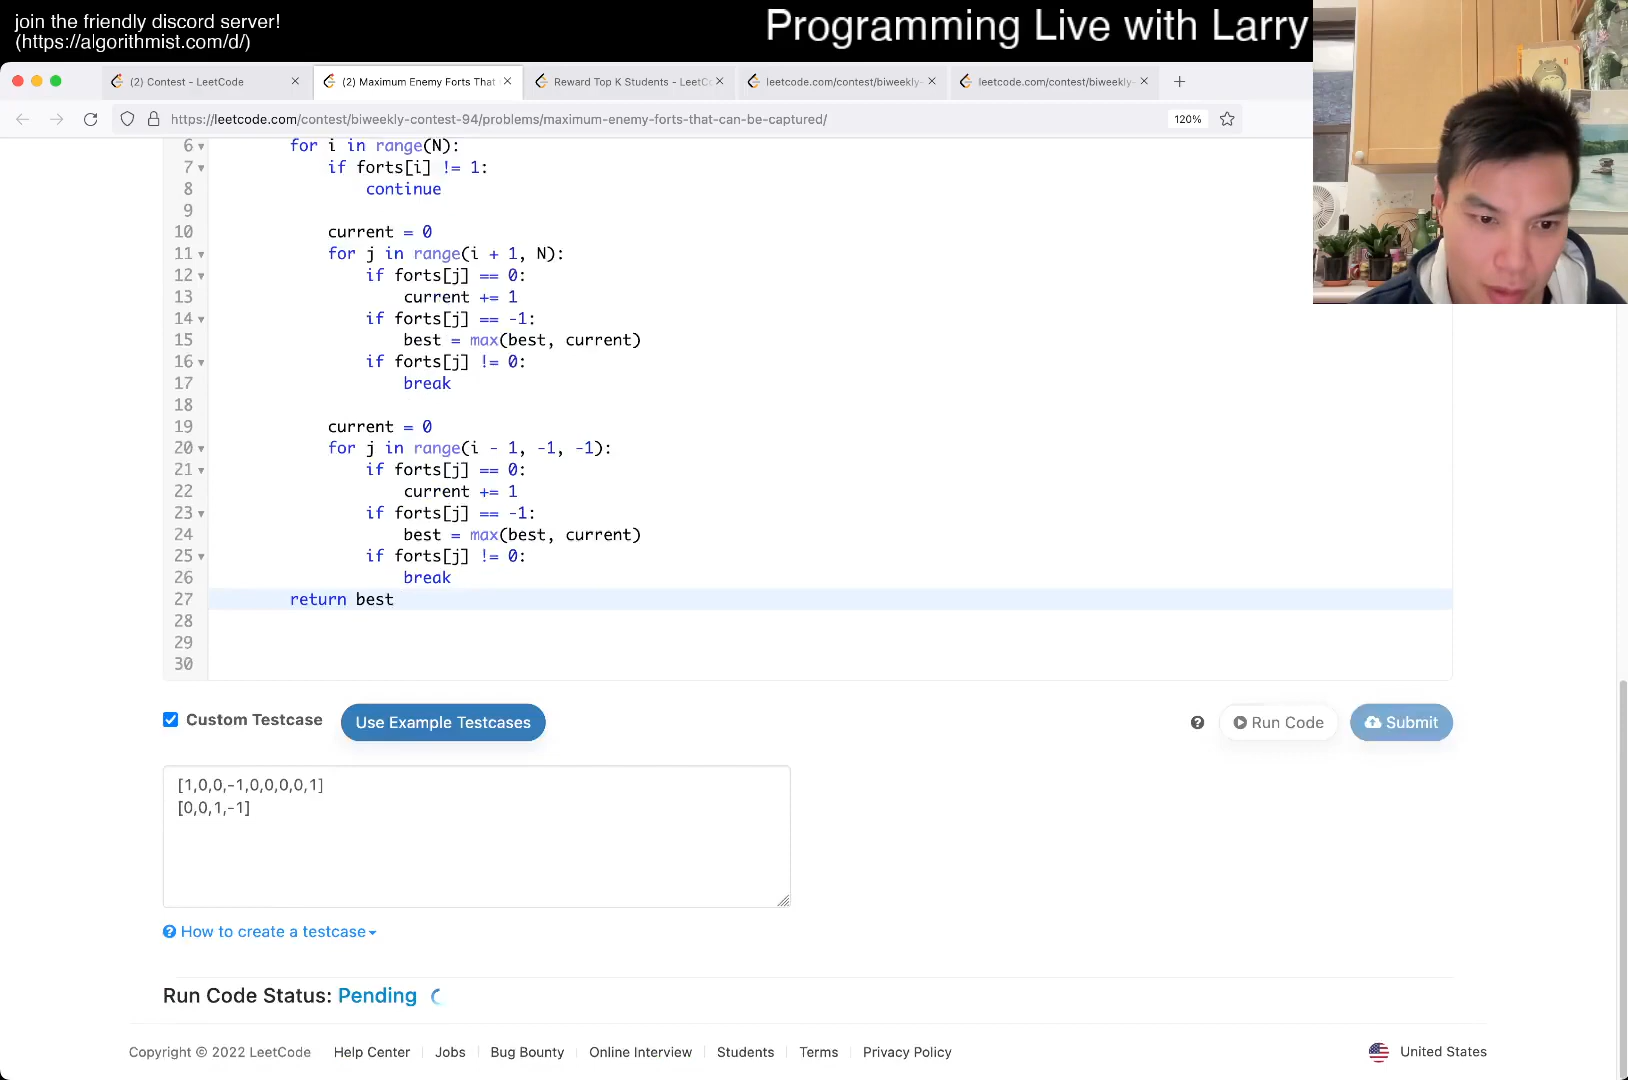 join the friendly discord server!
(https://algorithmist.com/d/)
Programming Live with Larry
(2) Contest - LeetCode
(2) Maximum Enemy Forts That
Reward Top K Students - LeetC
leetcode.com/contest/biweekly-
leetcode.com/contest/biweekly-
https://leetcode.com/contest/biweekly-contest-94/problems/maximum-enemy-forts-that-can-be-captured/
120%
6 for i in range(N):
7 if forts[i] != 1:
8 continue
9
10 current = 0
11 for j in range(i + 1, N):
12 if forts[j] == 0:
13 current += 1
14 if forts[j] == -1:
15 best = max(best, current)
16 if forts[j] != 0:
17 break
18
19 current = 0
20 for j in range(i - 1, -1, -1):
21 if forts[j] == 0:
22 current += 1
23 if forts[j] == -1:
24 best = max(best, current)
25 if forts[j] != 0:
26 break
27 return best
28
29
30
Custom Testcase
Use Example Testcases
Run Code
Submit
[1,0,0,-1,0,0,0,0,1]
[0,0,1,-1]
How to create a testcase
Run Code Status: Pending
Copyright © 2022 LeetCode
Help Center
Jobs
Bug Bounty
Online Interview
Students
Terms
Privacy Policy
United States